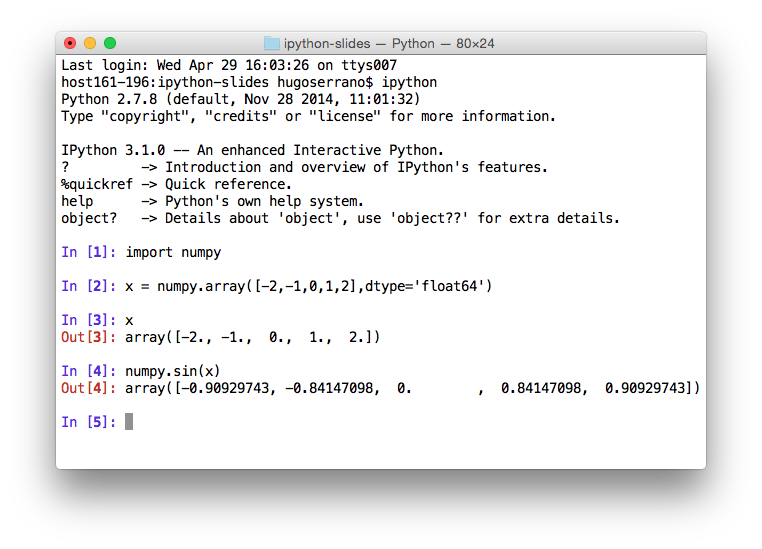 ipython-slides — Python — 80×24
Last login: Wed Apr 29 16:03:26 on ttys007
host161-196:ipython-slides hugoserrano$ ipython
Python 2.7.8 (default, Nov 28 2014, 11:01:32)
Type "copyright", "credits" or "license" for more information.
IPython 3.1.0 -- An enhanced Interactive Python.
?         -> Introduction and overview of IPython's features.
%quickref -> Quick reference.
help      -> Python's own help system.
object?   -> Details about 'object', use 'object??' for extra details.
In [1]: import numpy
In [2]: x = numpy.array([-2,-1,0,1,2],dtype='float64')
In [3]: x
Out[3]: array([-2., -1.,  0.,  1.,  2.])
In [4]: numpy.sin(x)
Out[4]: array([-0.90929743, -0.84147098,  0.        ,  0.84147098,  0.90929743])
In [5]: